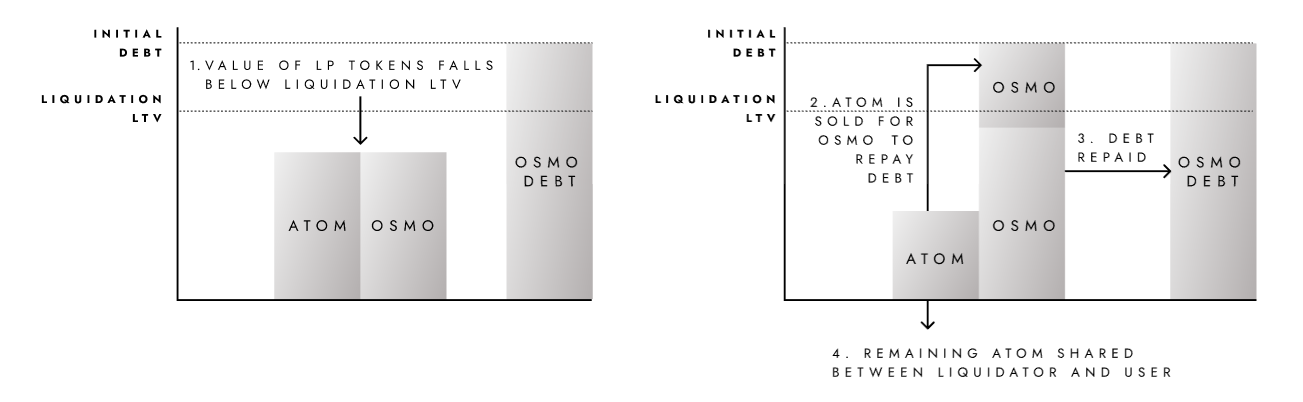 INITIAL
DEBT
1.VALUE OF LP TOKENS FALLS
BELOW LIQUIDATION LTV
LIQUIDATION
LTV
OSMO
DEBT
ATOM
OSMO
INITIAL
DEBT
OSMO
LIQUIDATION
LTV
2.ATOM IS
SOLD FOR
OSMO TO
REPAY
DEBT
3. DEBT
REPAID
OSMO
DEBT
OSMO
ATOM
4. REMAINING ATOM SHARED
BETWEEN LIQUIDATOR AND USER